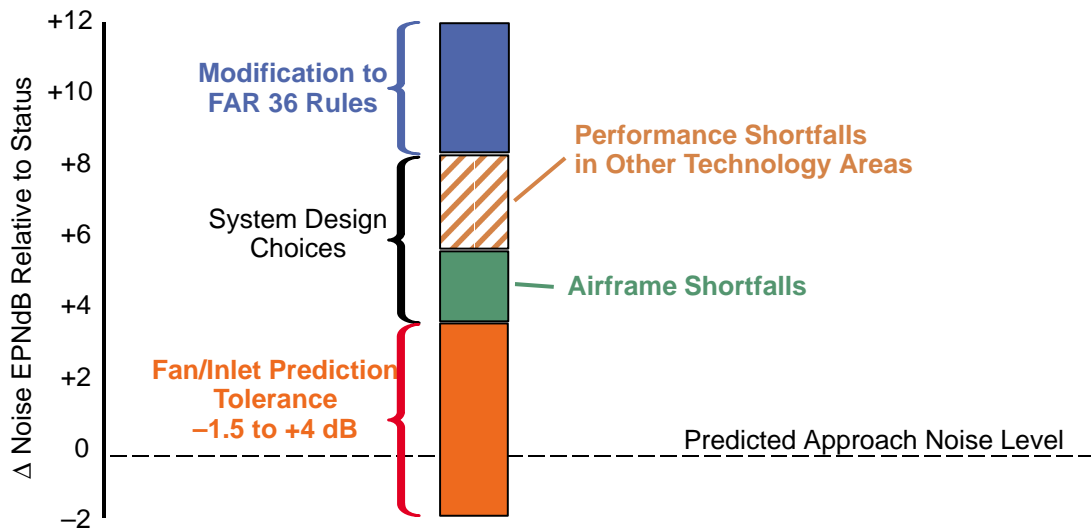 Δ Noise EPNdB Relative to Status
+12
+10
+8
+6
+4
+2
0
–2
Modification to
FAR 36 Rules
System Design
Choices
Fan/Inlet Prediction
Tolerance
–1.5 to +4 dB
Performance Shortfalls
in Other Technology Areas
Airframe Shortfalls
Predicted Approach Noise Level